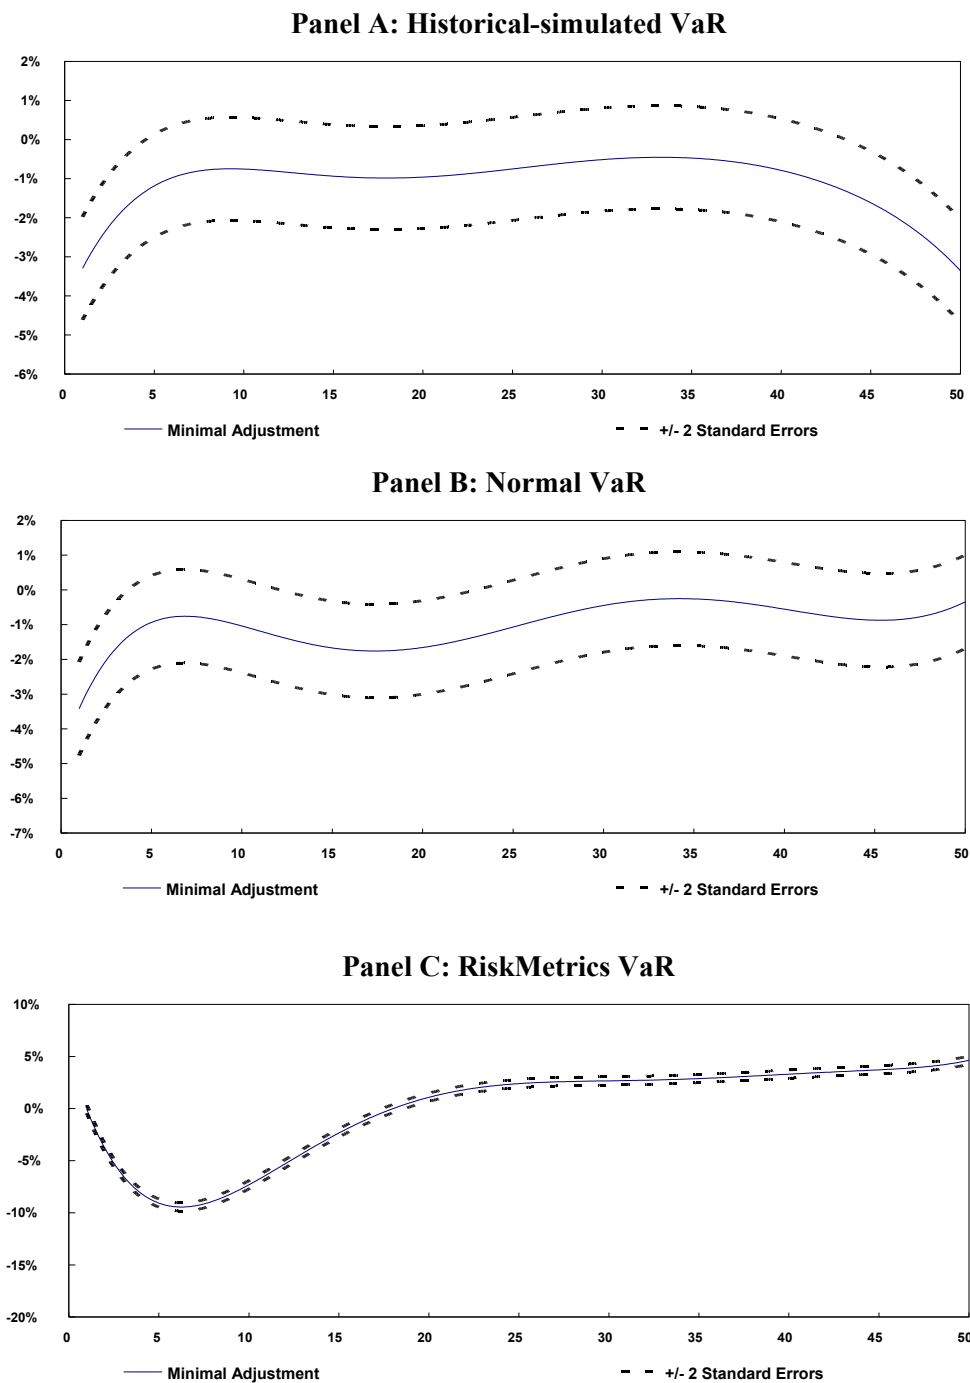 Panel A: Historical-simulated VaR
2%
1%
0%
-1%
-2%
-3%
-4%
-5%
-6%
0 5 10 15 20 25 30 35 40 45 50
Minimal Adjustment +/- 2 Standard Errors
Panel B: Normal VaR
2%
1%
0%
-1%
-2%
-3%
-4%
-5%
-6%
-7%
0 5 10 15 20 25 30 35 40 45 50
Minimal Adjustment +/- 2 Standard Errors
Panel C: RiskMetrics VaR
10%
5%
0%
-5%
-10%
-15%
-20%
0 5 10 15 20 25 30 35 40 45 50
Minimal Adjustment +/- 2 Standard Errors